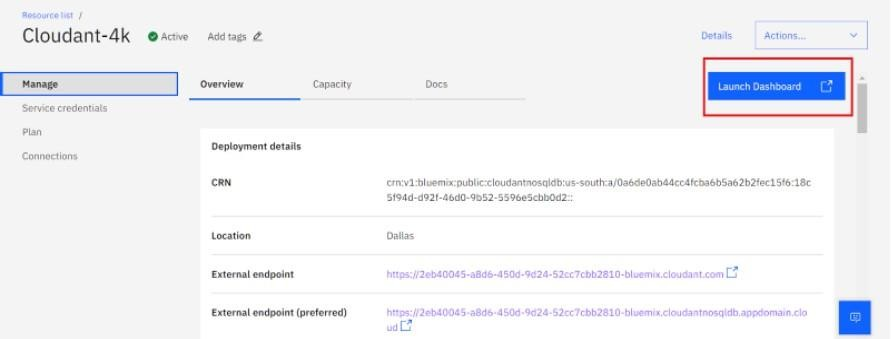 Resource list /
Cloudant-4k
Active
Add tags
Details
Actions...
Manage
Service credentials
Plan
Connections
Overview
Capacity
Docs
Launch Dashboard
Deployment details
CRN
crn:v1:bluemix:public:cloudantnosqldb:us-south:a/0a6de0ab44cc4fcba6b5a62b2fec15f6:18c
5f94d-d92f-46d0-9b52-5596e5cbb0d2::
Location
Dallas
External endpoint
https://2eb40045-a8d6-450d-9d24-52cc7cbb2810-bluemix.cloudant.com
External endpoint (preferred)
https://2eb40045-a8d6-450d-9d24-52cc7cbb2810-bluemix.cloudantnosqldb.appdomain.clo
ud